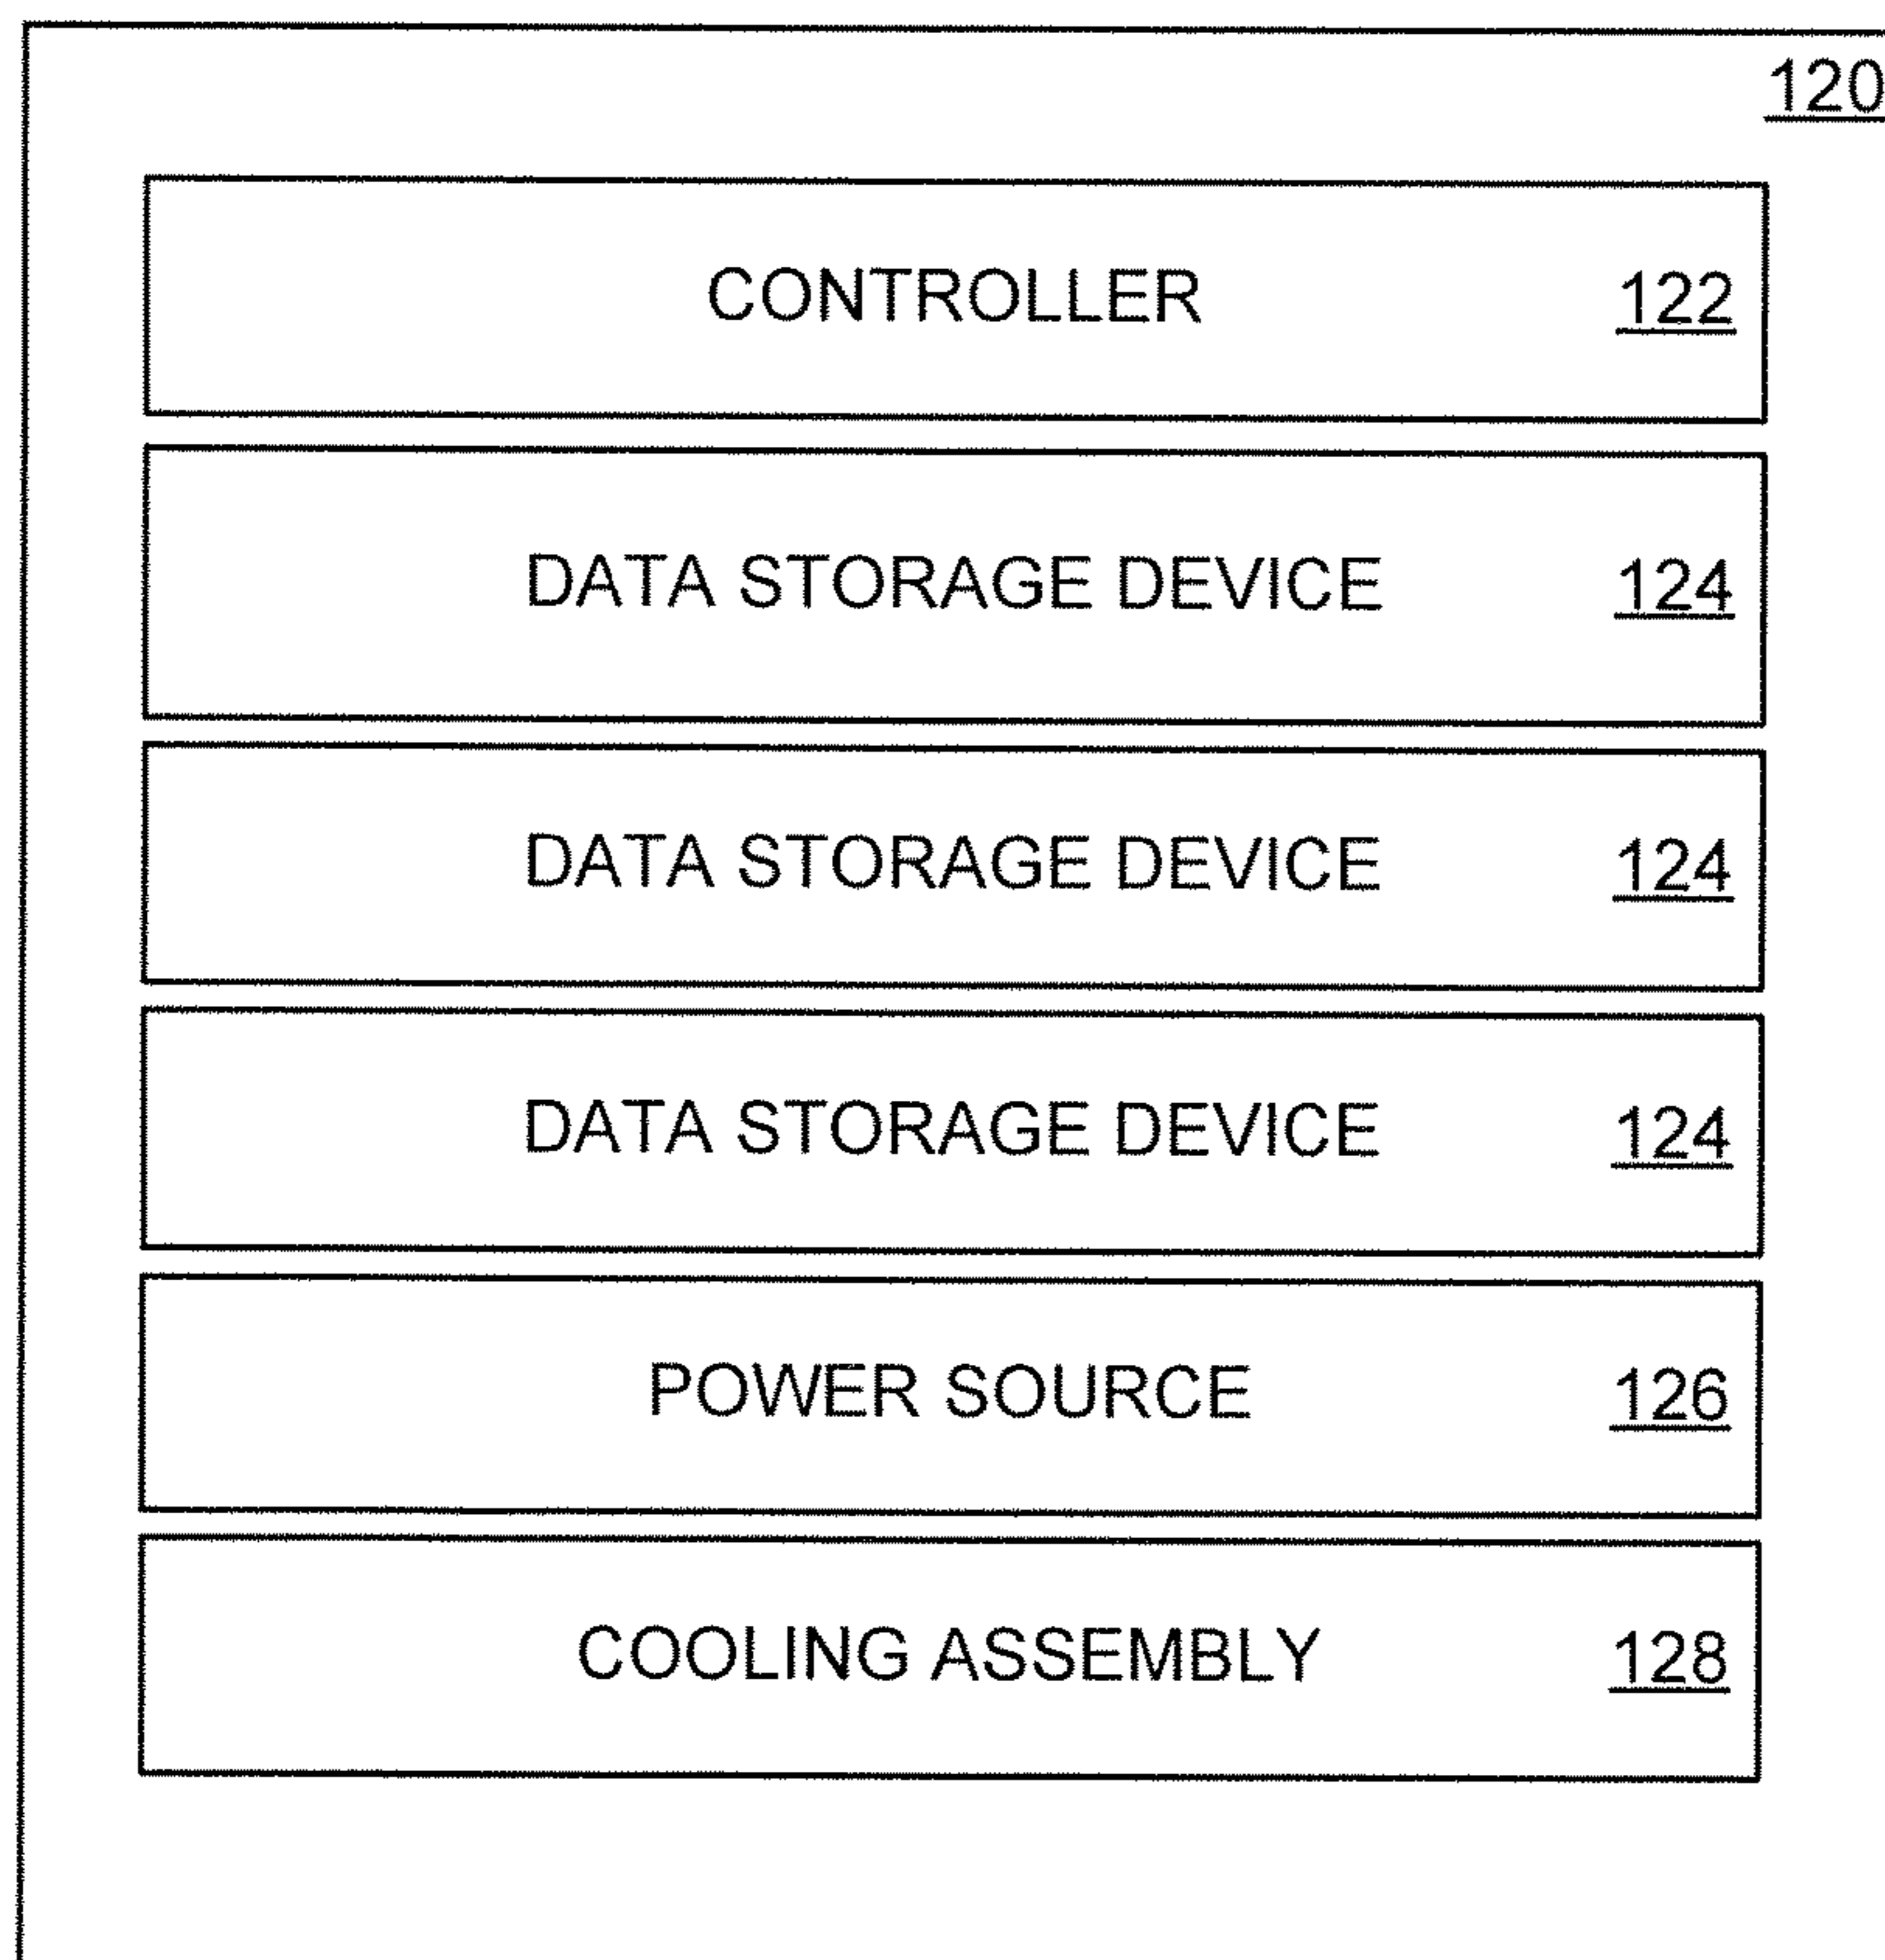 120
CONTROLLER 122
DATA STORAGE DEVICE 124
DATA STORAGE DEVICE 124
DATA STORAGE DEVICE 124
POWER SOURCE 126
COOLING ASSEMBLY 128